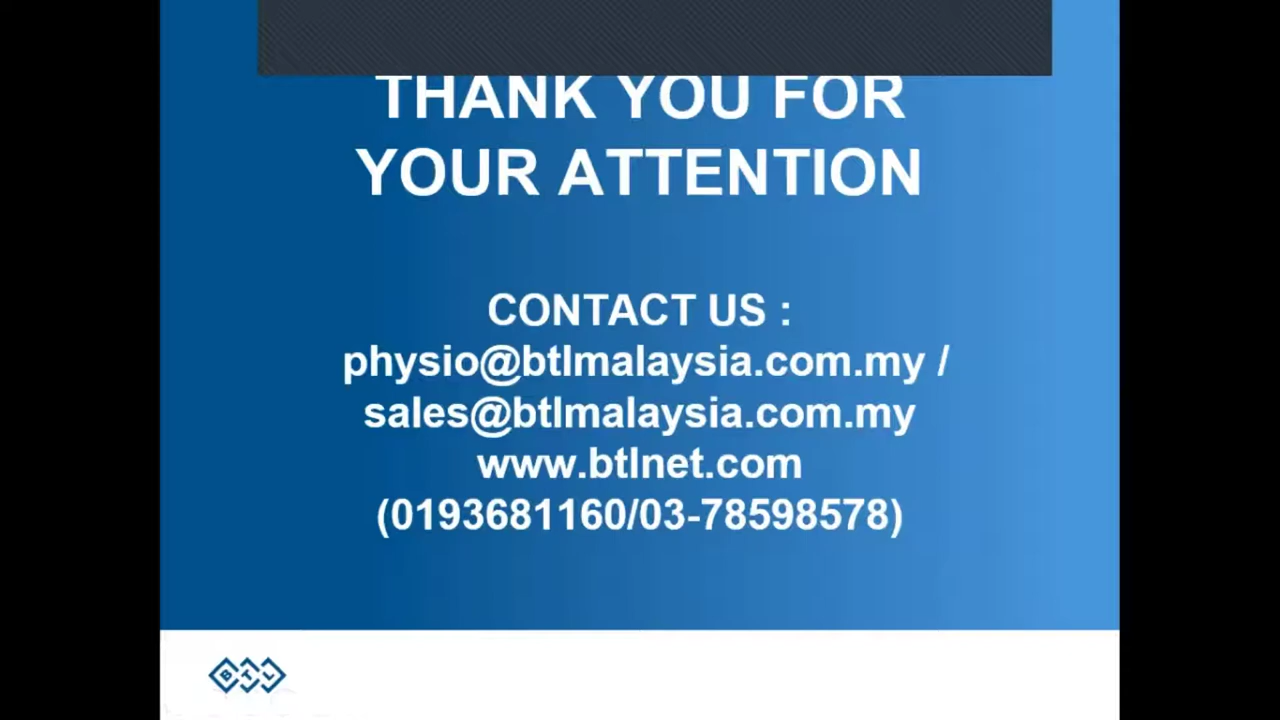 THANK YOU FOR
YOUR ATTENTION
CONTACT US :
physio@btlmalaysia.com.my /
sales@btlmalaysia.com.my
www.btlnet.com
(0193681160/03-78598578)
BTL